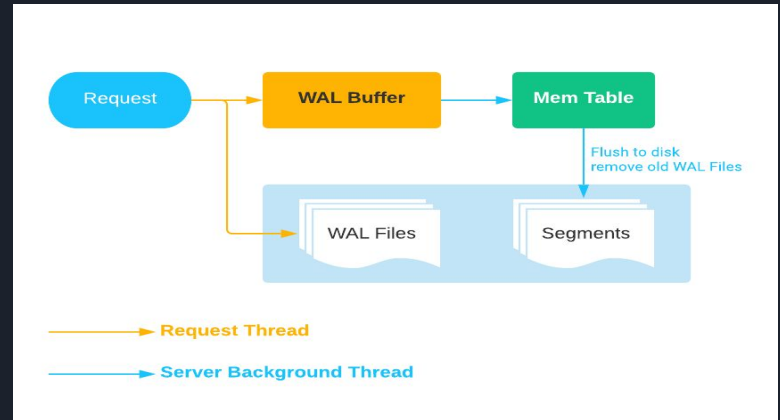 Request
WAL Buffer
Mem Table
Flush to disk
remove old WAL Files
WAL Files
Segments
Request Thread
Server Background Thread